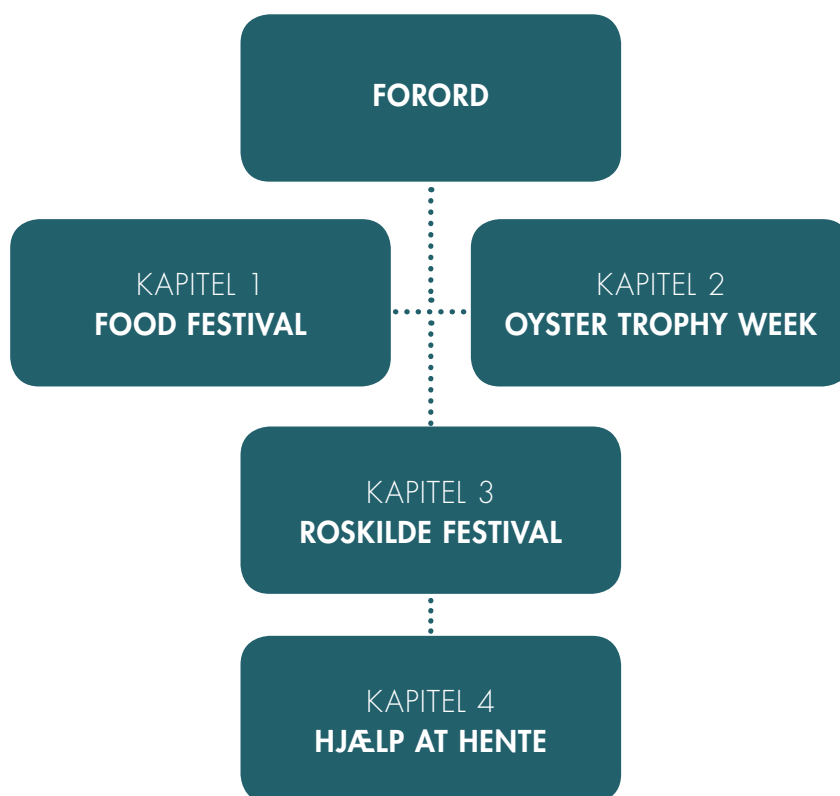 FORORD
KAPITEL 1
FOOD FESTIVAL
KAPITEL 2
OYSTER TROPHY WEEK
KAPITEL 3
ROSKILDE FESTIVAL
KAPITEL 4
HJÆLP AT HENTE